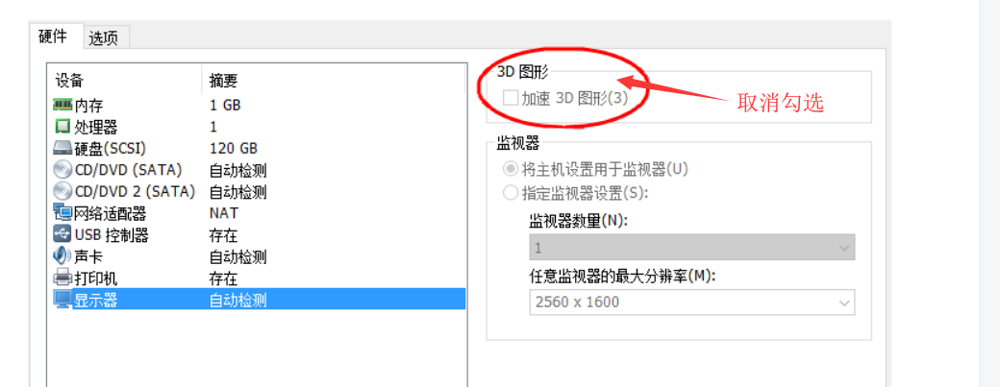 硬件 选项
设备 摘要
内存 1 GB
处理器 1
硬盘(SCSI) 120 GB
CD/DVD (SATA) 自动检测
CD/DVD 2 (SATA) 自动检测
网络适配器 NAT
USB 控制器 存在
声卡 自动检测
打印机 存在
显示器 自动检测
3D 图形
加速 3D 图形(3)
取消勾选
监视器
将主机设置用于监视器(U)
指定监视器设置(S):
监视器数量(N):
1
任意监视器的最大分辨率(M):
2560 x 1600